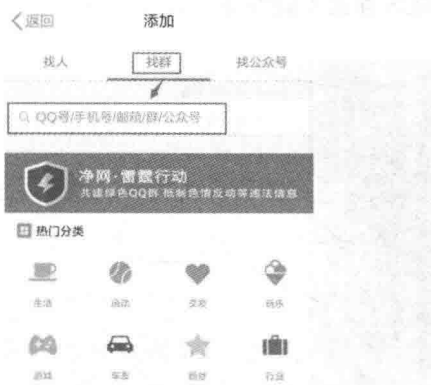 返回 添加
找人 找群 找公众号
QQ号/手机号/邮箱/群/公众号
净网·雷霆行动
共建绿色QQ群 抵制色情反动等违法信息
热门分类
生活 运动 交友 娱乐
游戏 车友 粉丝 行业